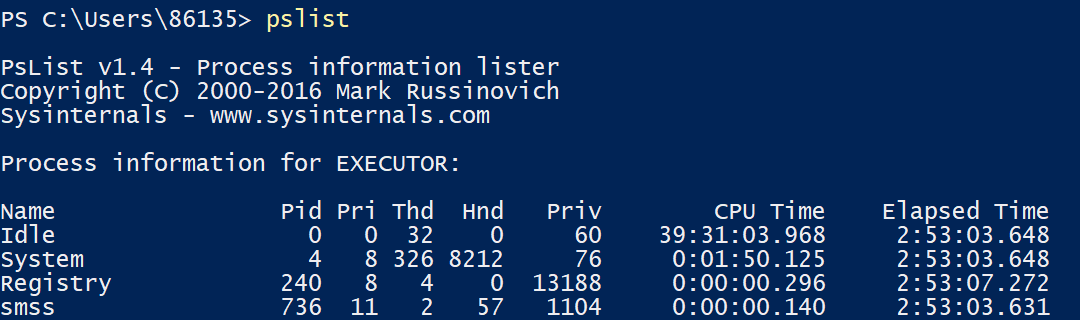 PS C:\Users\86135> pslist
PsList v1.4 - Process information lister
Copyright (C) 2000-2016 Mark Russinovich
Sysinternals - www.sysinternals.com
Process information for EXECUTOR:
Name Pid Pri Thd Hnd Priv CPU Time Elapsed Time
Idle 0 0 32 0 60 39:31:03.968 2:53:03.648
System 4 8 326 8212 76 0:01:50.125 2:53:03.648
Registry 240 8 4 0 13188 0:00:00.296 2:53:07.272
smss 736 11 2 57 1104 0:00:00.140 2:53:03.631